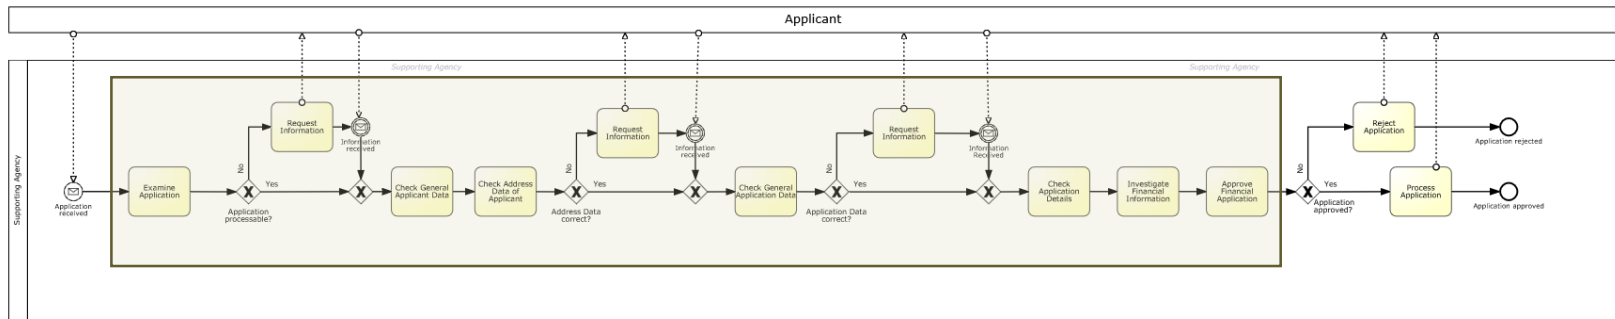 Applicant
Supporting Agency
Supporting Agency
Supporting Agency
Application
received
Examine
Application
No
Yes
Application
processable?
Request
Information
Information
received
Check General
Applicant Data
Check Address
Data of
Applicant
No
Yes
Address Data
correct?
Request
Information
Information
received
Check General
Application Data
No
Yes
Application Data
correct?
Request
Information
Information
Received
Check
Application
Details
Investigate
Financial
Information
Approve
Financial
Application
No
Yes
Application
approved?
Reject
Application
Application rejected
Process
Application
Application approved